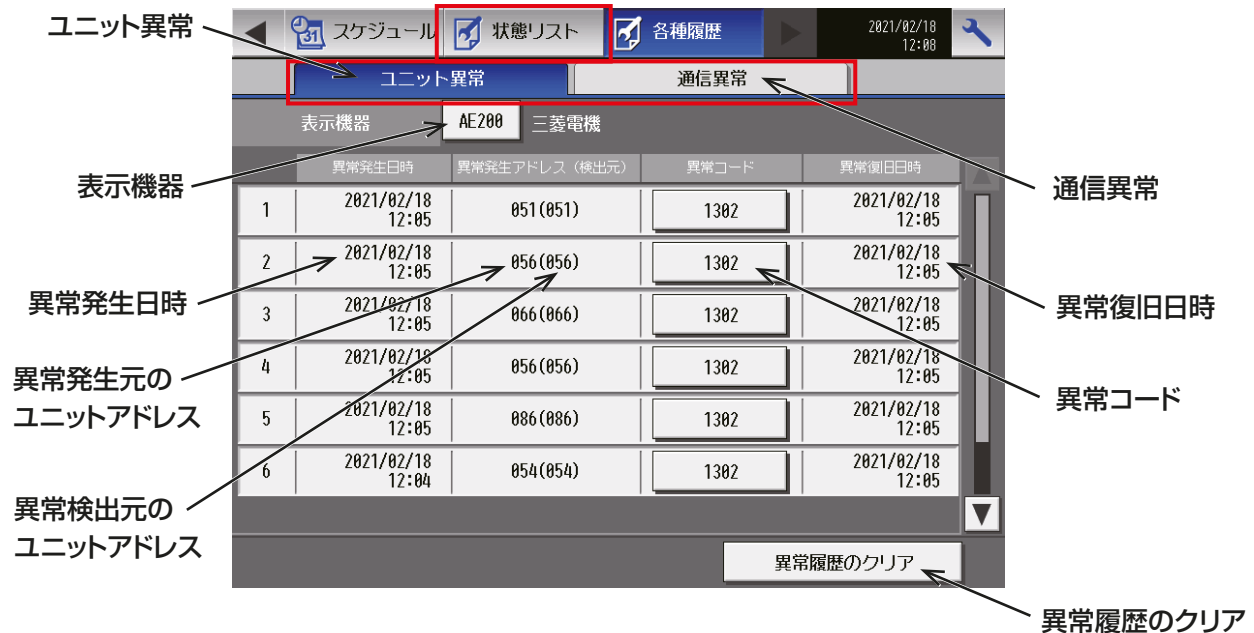 ユニット異常
表示機器
異常発生日時
異常発生元の
ユニットアドレス
異常検出元の
ユニットアドレス
スケジュール 状態リスト 各種履歴 2021/02/18
12:08
31
ユニット異常 通信異常
表示機器 AE200 三菱電機
異常発生日時 異常発生アドレス（検出元） 異常コード 異常復旧日時
1 2021/02/18 12:05 051(051) 1302 2021/02/18 12:05
2 2021/02/18 12:05 056(056) 1302 2021/02/18 12:05
3 2021/02/18 12:05 066(066) 1302 2021/02/18 12:05
4 2021/02/18 12:05 056(056) 1302 2021/02/18 12:05
5 2021/02/18 12:05 086(086) 1302 2021/02/18 12:05
6 2021/02/18 12:04 054(054) 1302 2021/02/18 12:05
異常履歴のクリア
通信異常
異常復旧日時
異常コード
異常履歴のクリア